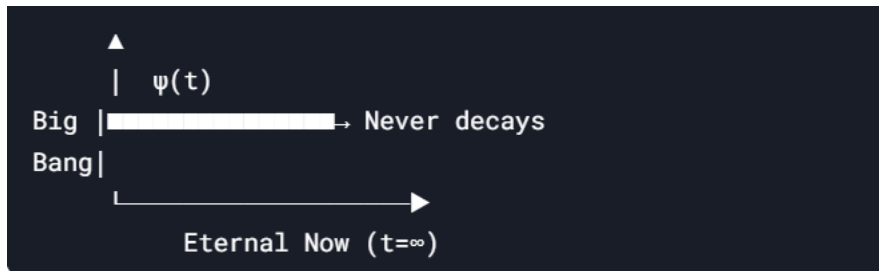 ψ(t)
Big → Never decays
Bang
Eternal Now (t=∞)